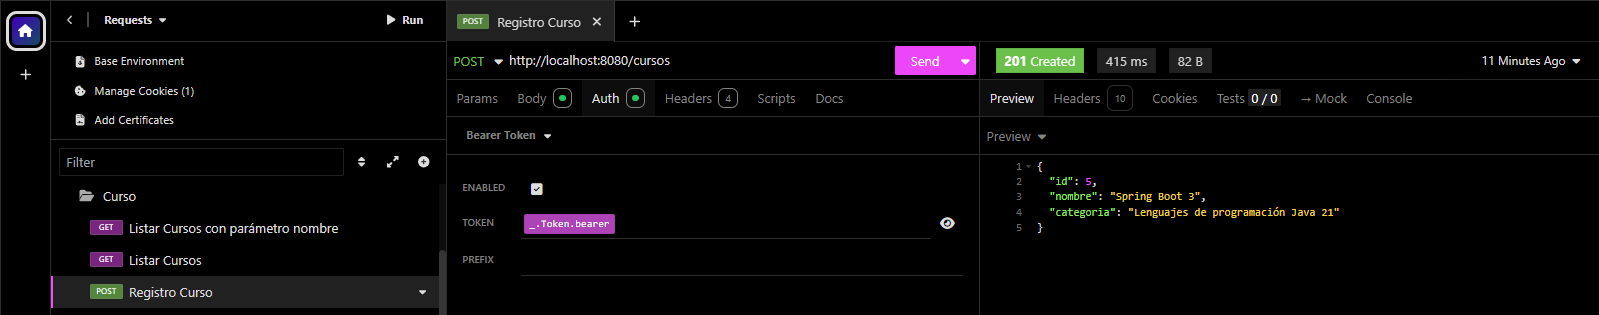 Requests
Run
Base Environment
Manage Cookies (1)
Add Certificates
Filter
Curso
GET Listar Cursos con parámetro nombre
GET Listar Cursos
POST Registro Curso
POST Registro Curso
POST http://localhost:8080/cursos Send
Params Body Auth Headers 4 Scripts Docs
Bearer Token
ENABLED
TOKEN _.Token.bearer
PREFIX
201 Created 415 ms 82 B 11 Minutes Ago
Preview Headers 10 Cookies Tests 0 / 0 → Mock Console
Preview
1 {
2 "id": 5,
3 "nombre": "Spring Boot 3",
4 "categoria": "Lenguajes de programación Java 21"
5 }